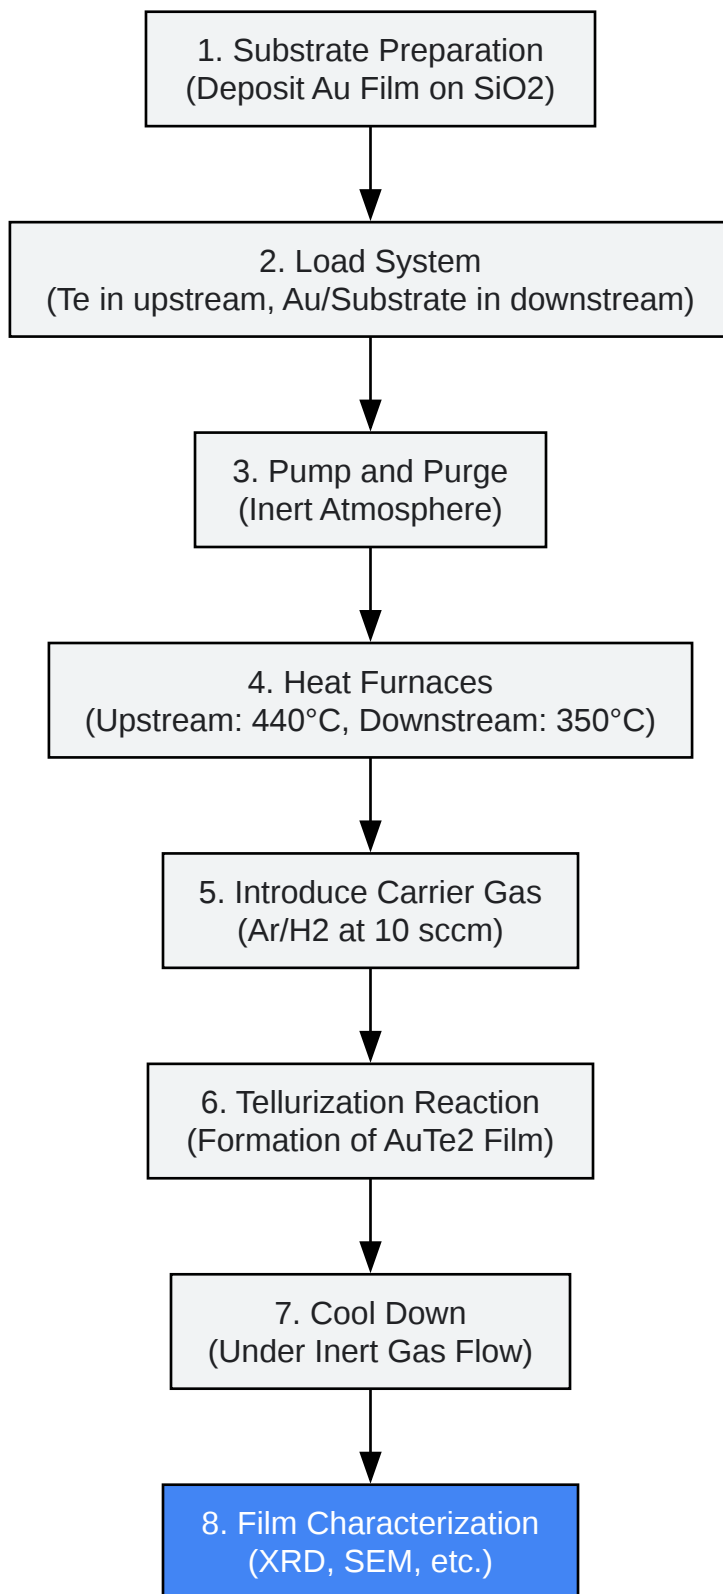 1. Substrate Preparation
(Deposit Au Film on SiO2)
2. Load System
(Te in upstream, Au/Substrate in downstream)
3. Pump and Purge
(Inert Atmosphere)
4. Heat Furnaces
(Upstream: 440°C, Downstream: 350°C)
5. Introduce Carrier Gas
(Ar/H2 at 10 sccm)
6. Tellurization Reaction
(Formation of AuTe2 Film)
7. Cool Down
(Under Inert Gas Flow)
8. Film Characterization
(XRD, SEM, etc.)